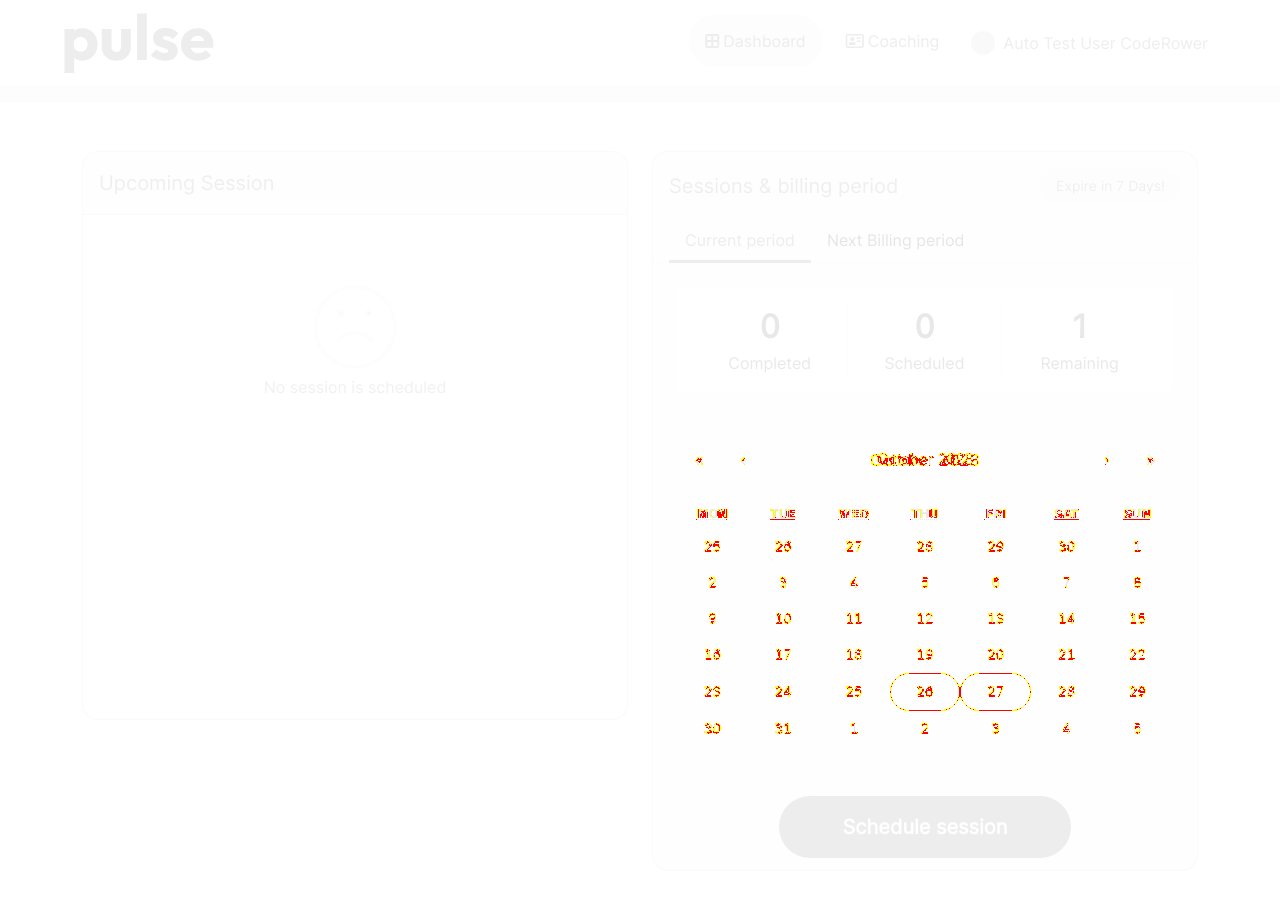 pulse
Dashboard
Coaching
Auto Test User CodeRower
Upcoming Session
No session is scheduled
Sessions & billing period
Expire in 7 Days!
Current period
Next Billing period
0 0 1
Completed Scheduled Remaining
« ‹ October 2023 › »
MON TUE WED THU FRI SAT SUN
25 26 27 28 29 30 1
2 3 4 5 6 7 8
9 10 11 12 13 14 15
16 17 18 19 20 21 22
23 24 25 26 27 28 29
30 31 1 2 3 4 5
Schedule session